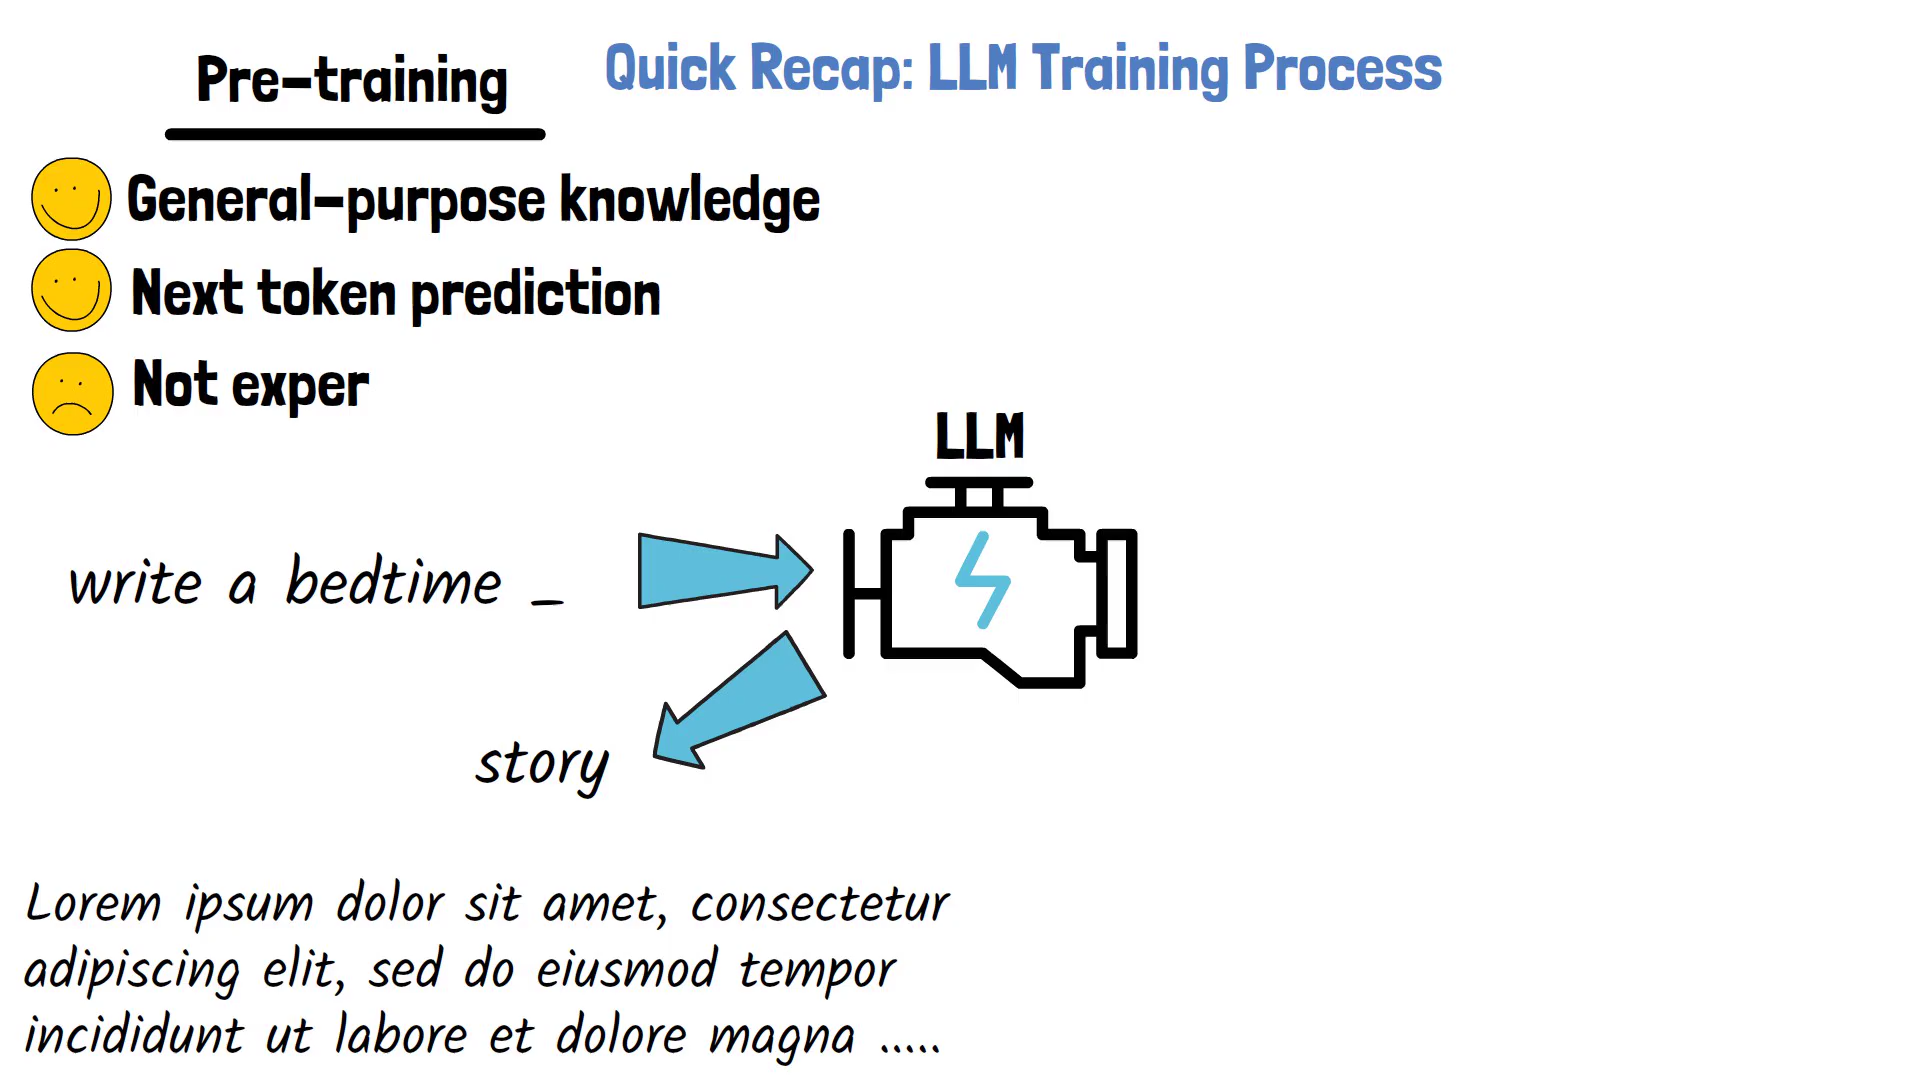 Quick Recap: LLM Training Process
Pre-training
General-purpose knowledge
Next token prediction
Not exper
LLM
write a bedtime _
story
Lorem ipsum dolor sit amet, consectetur
adipiscing elit, sed do eiusmod tempor
incididunt ut labore et dolore magna .....